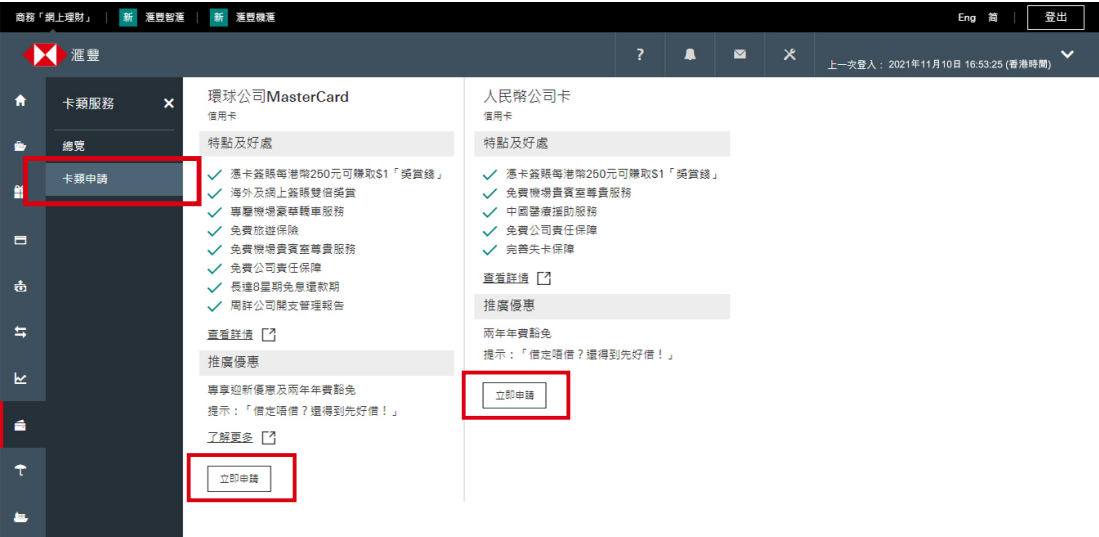 商務「網上理財」 新 滙豐智滙 新 滙豐機滙 Eng 简 登出
滙豐 上一次登入: 2021年11月10日 16:53:25 (香港時間)
卡類服務
總覽
卡類申請
環球公司MasterCard
信用卡
特點及好處
憑卡簽賬每港幣250元可賺取$1「獎賞錢」
海外及網上簽賬雙倍獎賞
專屬機場豪華轎車服務
免費旅遊保險
免費機場貴賓室尊貴服務
免費公司責任保障
長達8星期免息還款期
周詳公司開支管理報告
查看詳情
推廣優惠
專享迎新優惠及兩年年費豁免
提示:「借定唔借?還得到先好借!」
了解更多
立即申請
人民幣公司卡
信用卡
特點及好處
憑卡簽賬每港幣250元可賺取$1「獎賞錢」
免費機場貴賓室尊貴服務
中國醫療援助服務
免費公司責任保障
完善失卡保障
查看詳情
推廣優惠
兩年年費豁免
提示:「借定唔借?還得到先好借!」
立即申請